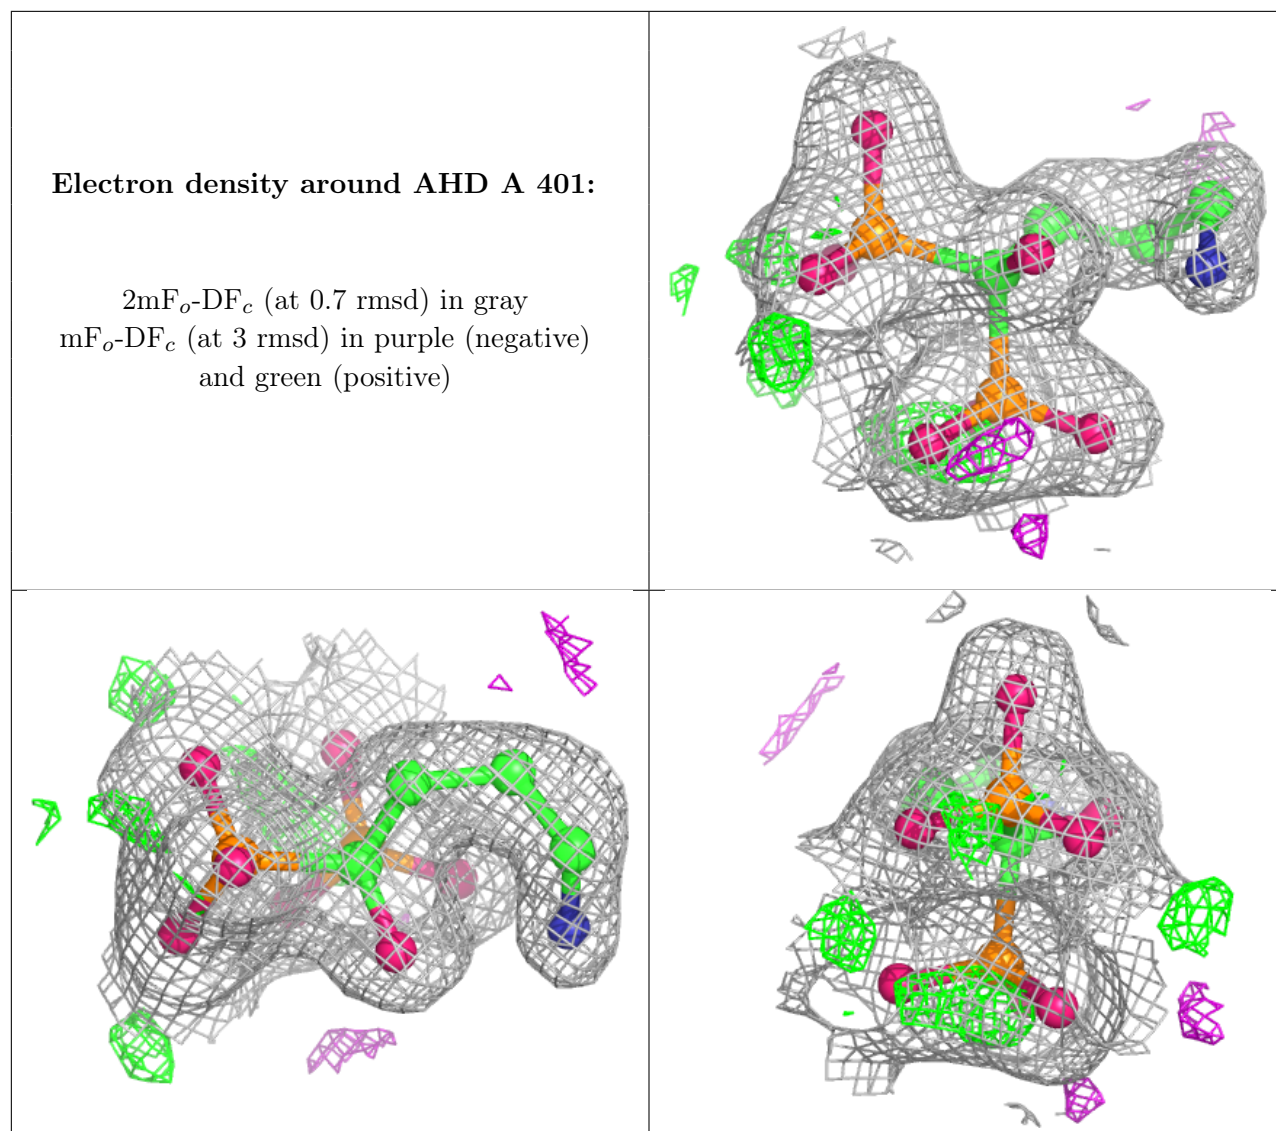 Electron density around AHD A 401:
2mFo-DFc (at 0.7 rmsd) in gray
mFo-DFc (at 3 rmsd) in purple (negative)
and green (positive)